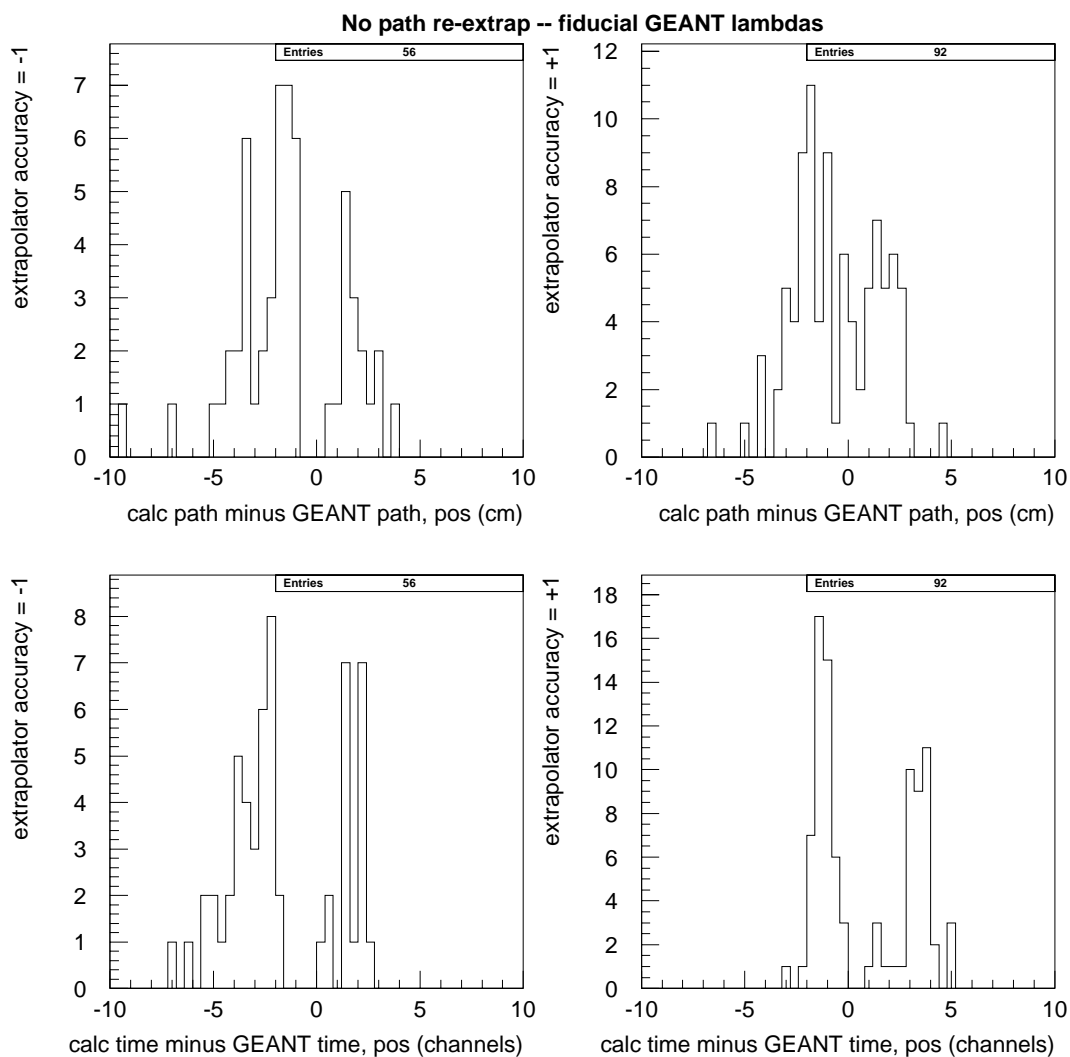 No path re-extrap -- fiducial GEANT lambdas
extrapolator accuracy = -1
Entries 56
7
6
5
4
3
2
1
0
-10 -5 0 5 10
calc path minus GEANT path, pos (cm)
extrapolator accuracy = +1
Entries 92
12
10
8
6
4
2
0
-10 -5 0 5 10
calc path minus GEANT path, pos (cm)
extrapolator accuracy = -1
Entries 56
8
7
6
5
4
3
2
1
0
-10 -5 0 5 10
calc time minus GEANT time, pos (channels)
extrapolator accuracy = +1
Entries 92
18
16
14
12
10
8
6
4
2
0
-10 -5 0 5 10
calc time minus GEANT time, pos (channels)